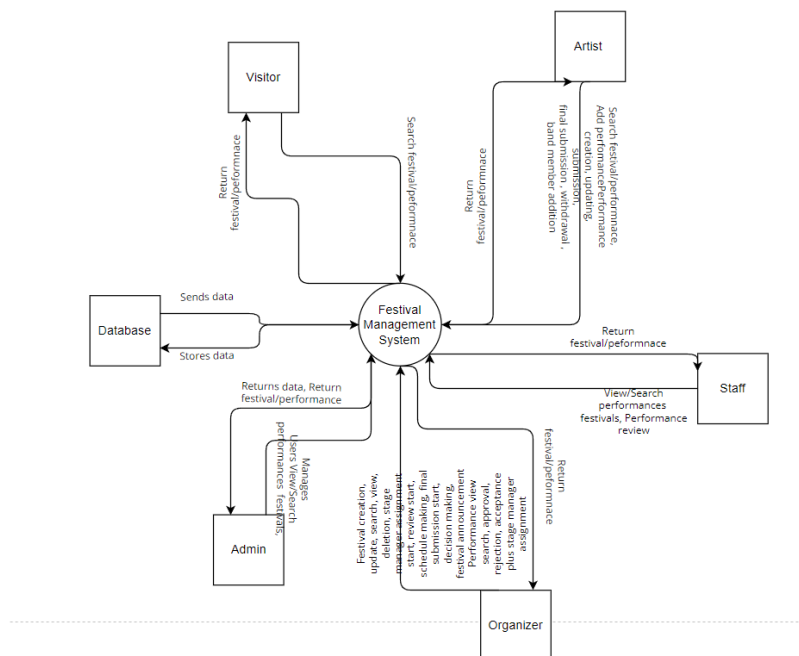 Artist
Visitor
Search festival/peformnace
Return
festival/peformnace
Return
festival/peformnace
Search festival/performnace,
Add perfomancePerformance
creation, updating,
submission,
final submission , withdrawal ,
band member addition
Festival
Management
System
Database
Sends data
Stores data
Return
festival/peformnace
Staff
View/Search
performances
festivals, Performance
review
Returns data, Return
festival/performance
Manages
Users View/Search
performances festivals,
Admin
Festival creation,
update, search, view,
deletion, stage
manager assignment
start, review start,
schedule making, final
submission start,
decision making,
festival announcement
Performance view
search, approval,
rejection, acceptance
plus stage manager
assignment
Return
festival/peformnace
Organizer